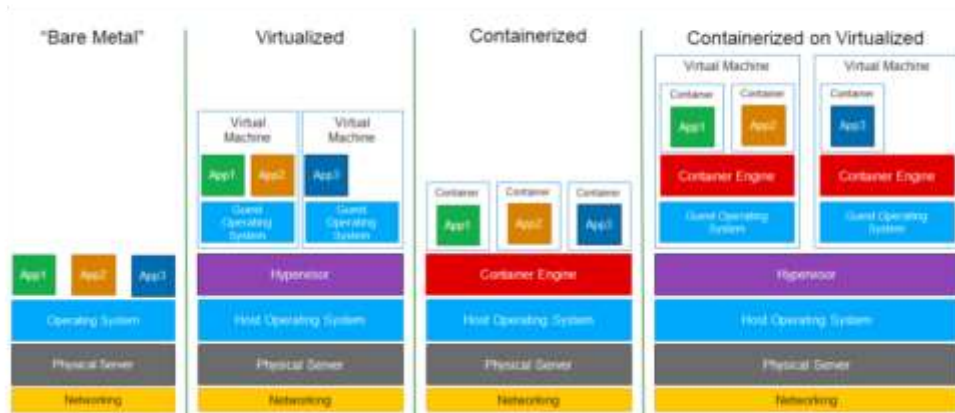 "Bare Metal"
App1
App2
App3
Operating System
Physical Server
Networking
Virtualized
Virtual
Machine
Virtual
Machine
App1
App2
App3
Guest
Operating
System
Guest
Operating
System
Hypervisor
Host Operating System
Physical Server
Networking
Containerized
Container
Container
Container
App1
App2
App3
Container Engine
Host Operating System
Physical Server
Networking
Containerized on Virtualized
Virtual Machine
Virtual Machine
Container
Container
Container
App1
App2
App3
Container Engine
Container Engine
Guest Operating
System
Guest Operating
System
Hypervisor
Host Operating System
Physical Server
Networking